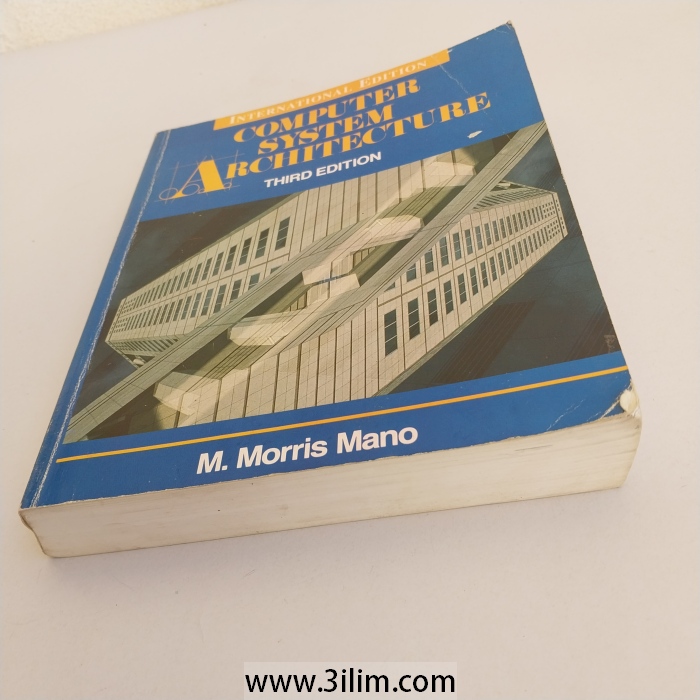 INTERNATIONAL EDITION
COMPUTER
SYSTEM
ARCHITECTURE
THIRD EDITION
M. Morris Mano
www.3ilim.com